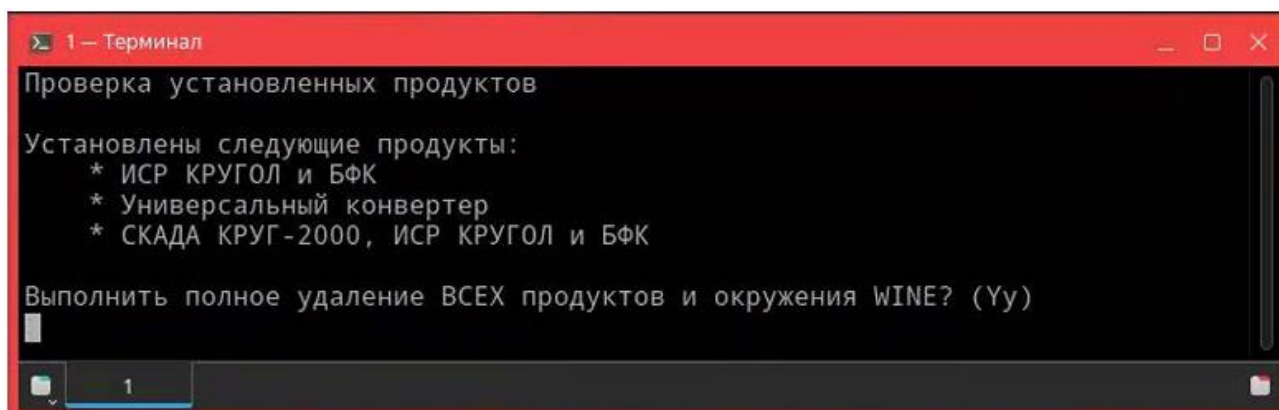 1 — Терминал
Проверка установленных продуктов
Установлены следующие продукты:
* ИСР КРУГОЛ и БФК
* Универсальный конвертер
* СКАДА КРУГ-2000, ИСР КРУГОЛ и БФК
Выполнить полное удаление ВСЕХ продуктов и окружения WINE? (Yy)
1